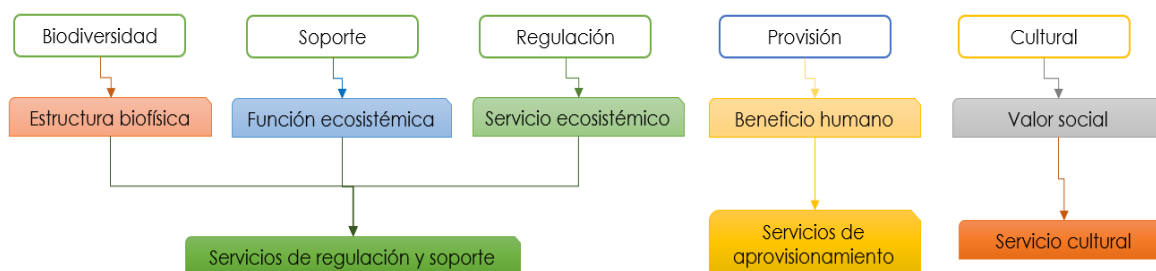 Biodiversidad
Soporte
Regulación
Provisión
Cultural
Estructura biofísica
Función ecosistémica
Servicio ecosistémico
Beneficio humano
Valor social
Servicios de regulación y soporte
Servicios de
aprovisionamiento
Servicio cultural